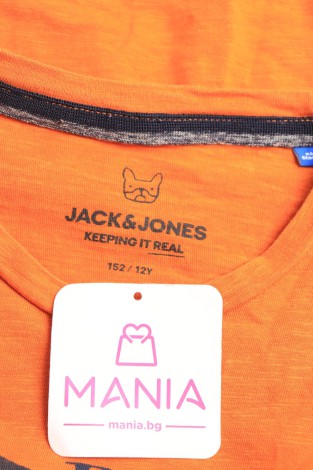 JACK&JONES
KEEPING IT REAL
152 / 12Y
MANIA
mania.bg